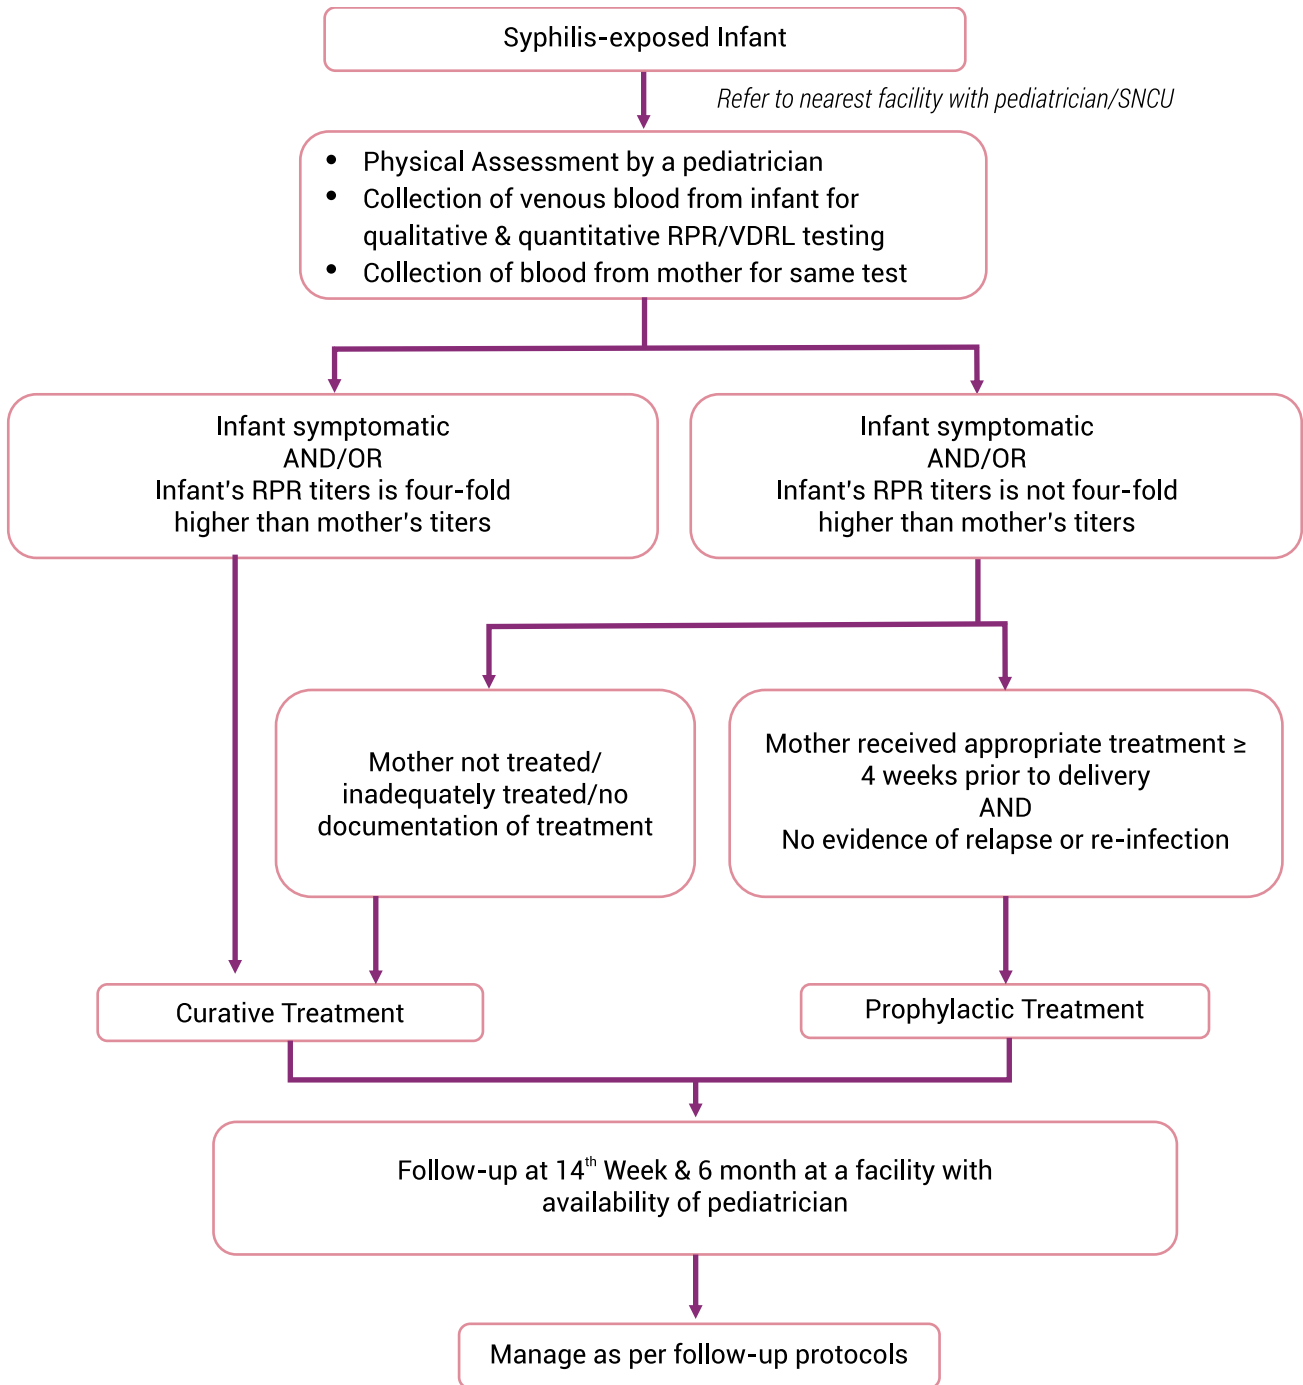 Syphilis-exposed Infant
Refer to nearest facility with pediatrician/SNCU
• Physical Assessment by a pediatrician
• Collection of venous blood from infant for
qualitative & quantitative RPR/VDRL testing
• Collection of blood from mother for same test
Infant symptomatic
AND/OR
Infant's RPR titers is four-fold
higher than mother's titers
Infant symptomatic
AND/OR
Infant's RPR titers is not four-fold
higher than mother's titers
Mother not treated/
inadequately treated/no
documentation of treatment
Mother received appropriate treatment ≥
4 weeks prior to delivery
AND
No evidence of relapse or re-infection
Curative Treatment
Prophylactic Treatment
Follow-up at 14th Week & 6 month at a facility with
availability of pediatrician
Manage as per follow-up protocols